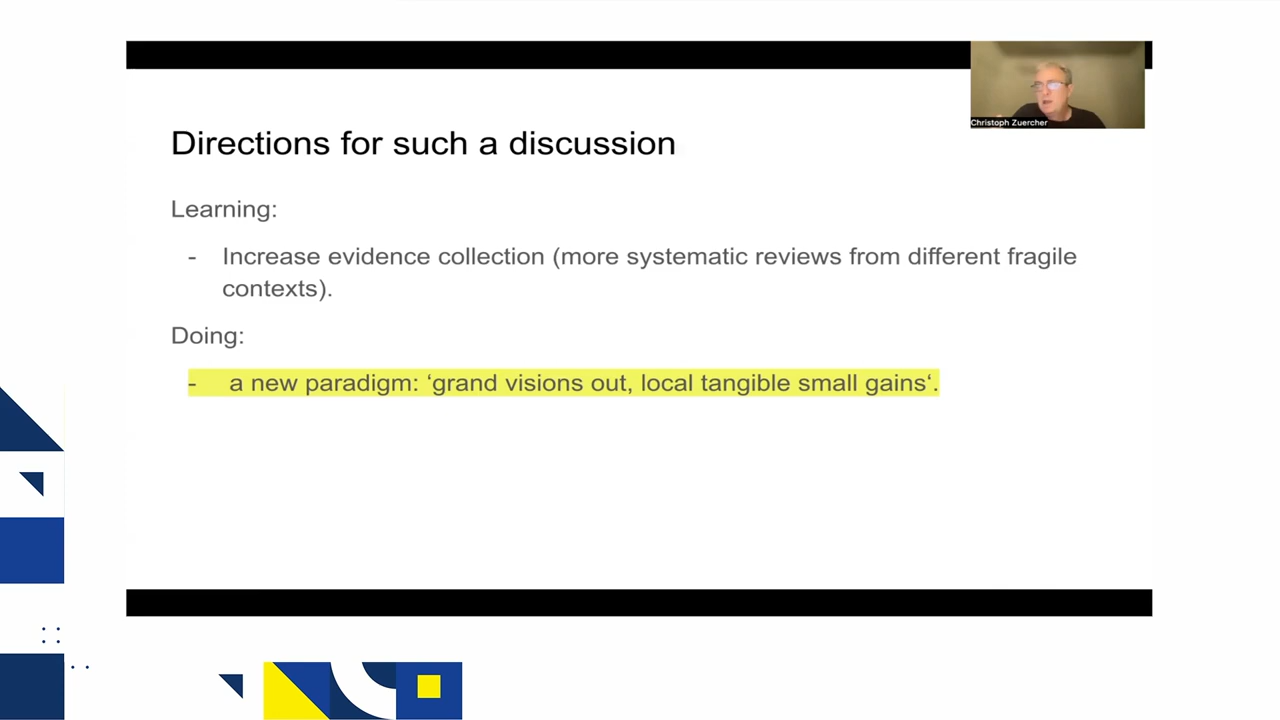 Christoph Zuercher
Directions for such a discussion
Learning:
- Increase evidence collection (more systematic reviews from different fragile
contexts).
Doing:
- a new paradigm: ‘grand visions out, local tangible small gains‘.